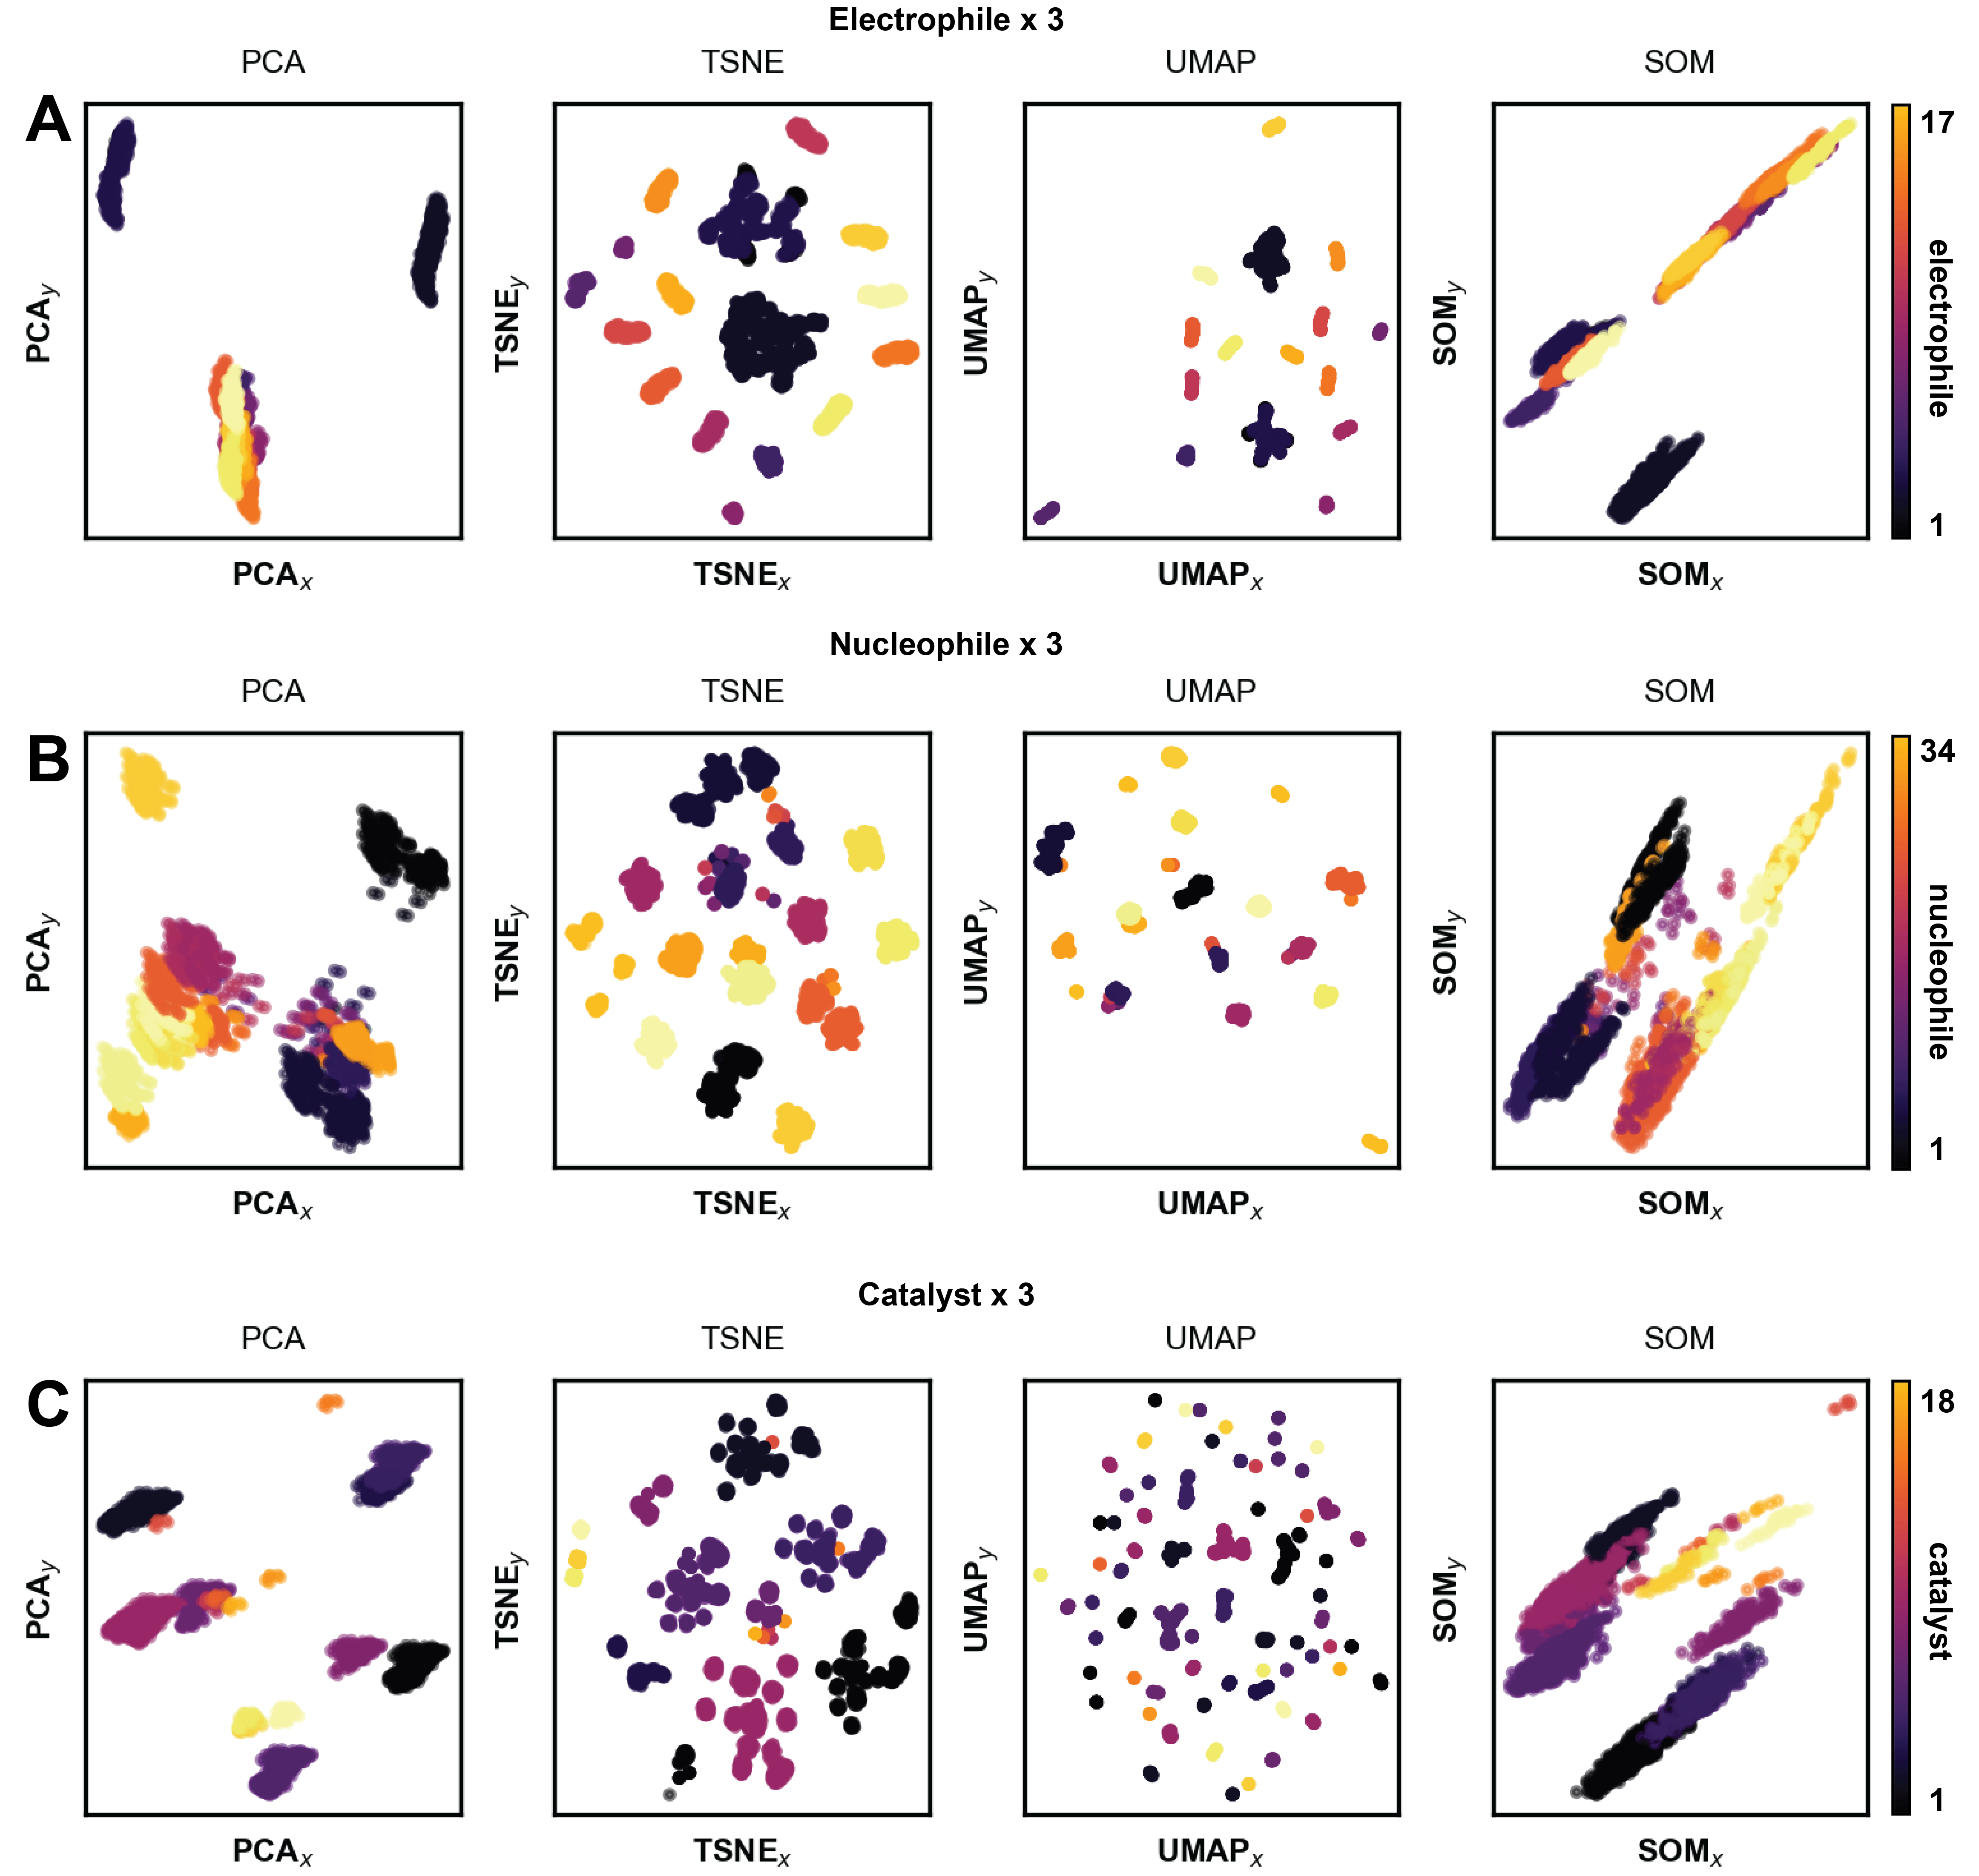 Electrophile x 3
PCA TSNE UMAP SOM
A
17
electrophile
1
PCAy TSNEy UMAPy SOMy
PCAx TSNEx UMAPx SOMx
Nucleophile x 3
PCA TSNE UMAP SOM
B
34
nucleophile
1
PCAy TSNEy UMAPy SOMy
PCAx TSNEx UMAPx SOMx
Catalyst x 3
PCA TSNE UMAP SOM
C
18
catalyst
1
PCAy TSNEy UMAPy SOMy
PCAx TSNEx UMAPx SOMx